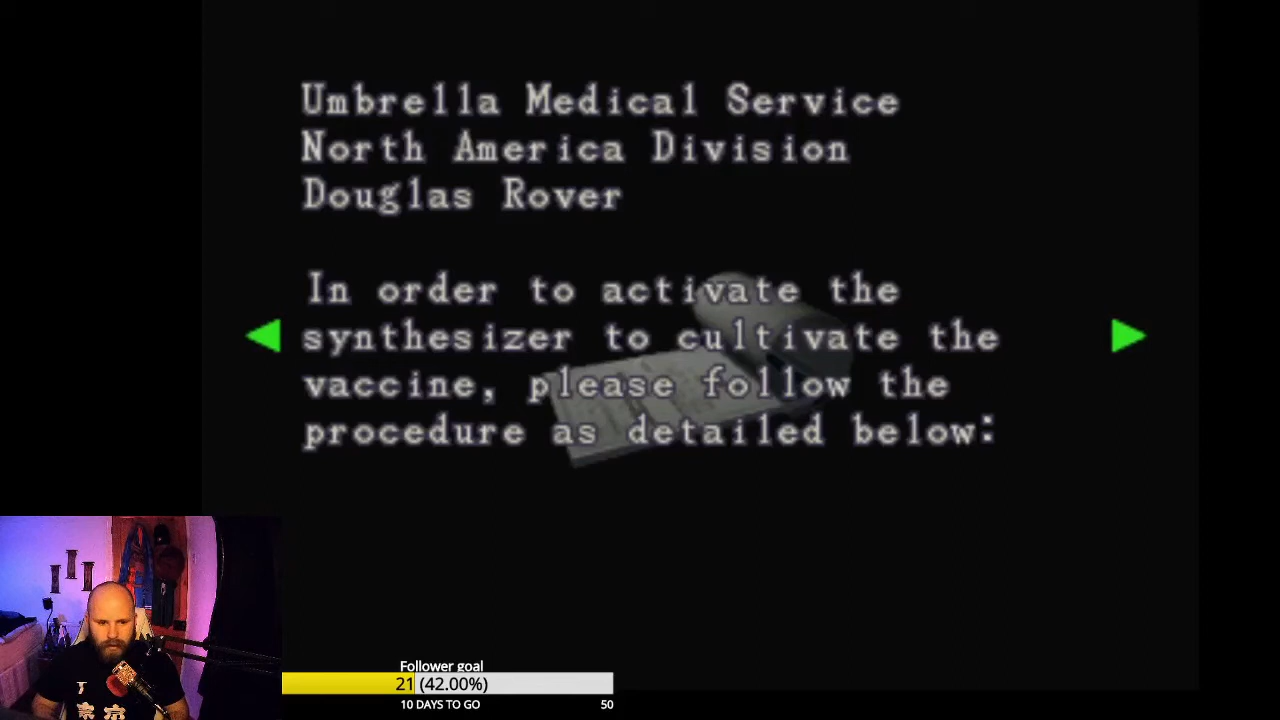 Umbrella Medical Service
North America Division
Douglas Rover
In order to activate the
synthesizer to cultivate the
vaccine, please follow the
procedure as detailed below:
Follower goal
21 (42.00%)
10 DAYS TO GO
50